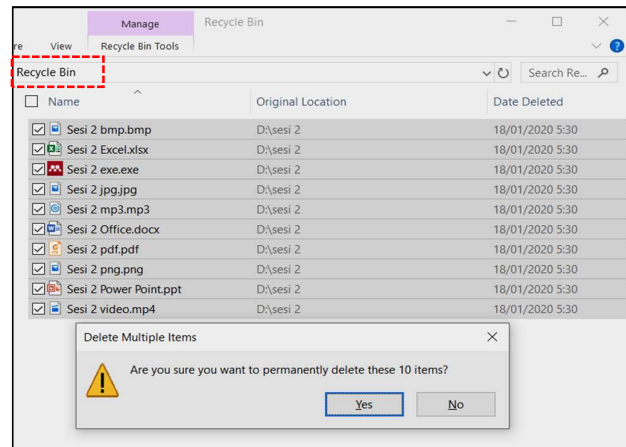 Manage Recycle Bin
re View Recycle Bin Tools
Recycle Bin Search Re...
Name Original Location Date Deleted
Sesi 2 bmp.bmp D:\sesi 2 18/01/2020 5:30
Sesi 2 Excel.xlsx D:\sesi 2 18/01/2020 5:30
Sesi 2 exe.exe D:\sesi 2 18/01/2020 5:30
Sesi 2 jpg.jpg D:\sesi 2 18/01/2020 5:30
Sesi 2 mp3.mp3 D:\sesi 2 18/01/2020 5:30
Sesi 2 Office.docx D:\sesi 2 18/01/2020 5:30
Sesi 2 pdf.pdf D:\sesi 2 18/01/2020 5:30
Sesi 2 png.png D:\sesi 2 18/01/2020 5:30
Sesi 2 Power Point.ppt D:\sesi 2 18/01/2020 5:30
Sesi 2 video.mp4 D:\sesi 2 18/01/2020 5:30
Delete Multiple Items
Are you sure you want to permanently delete these 10 items?
Yes No